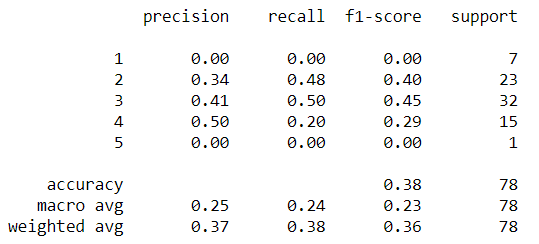 precision recall f1-score support
1 0.00 0.00 0.00 7
2 0.34 0.48 0.40 23
3 0.41 0.50 0.45 32
4 0.50 0.20 0.29 15
5 0.00 0.00 0.00 1
accuracy 0.38 78
macro avg 0.25 0.24 0.23 78
weighted avg 0.37 0.38 0.36 78